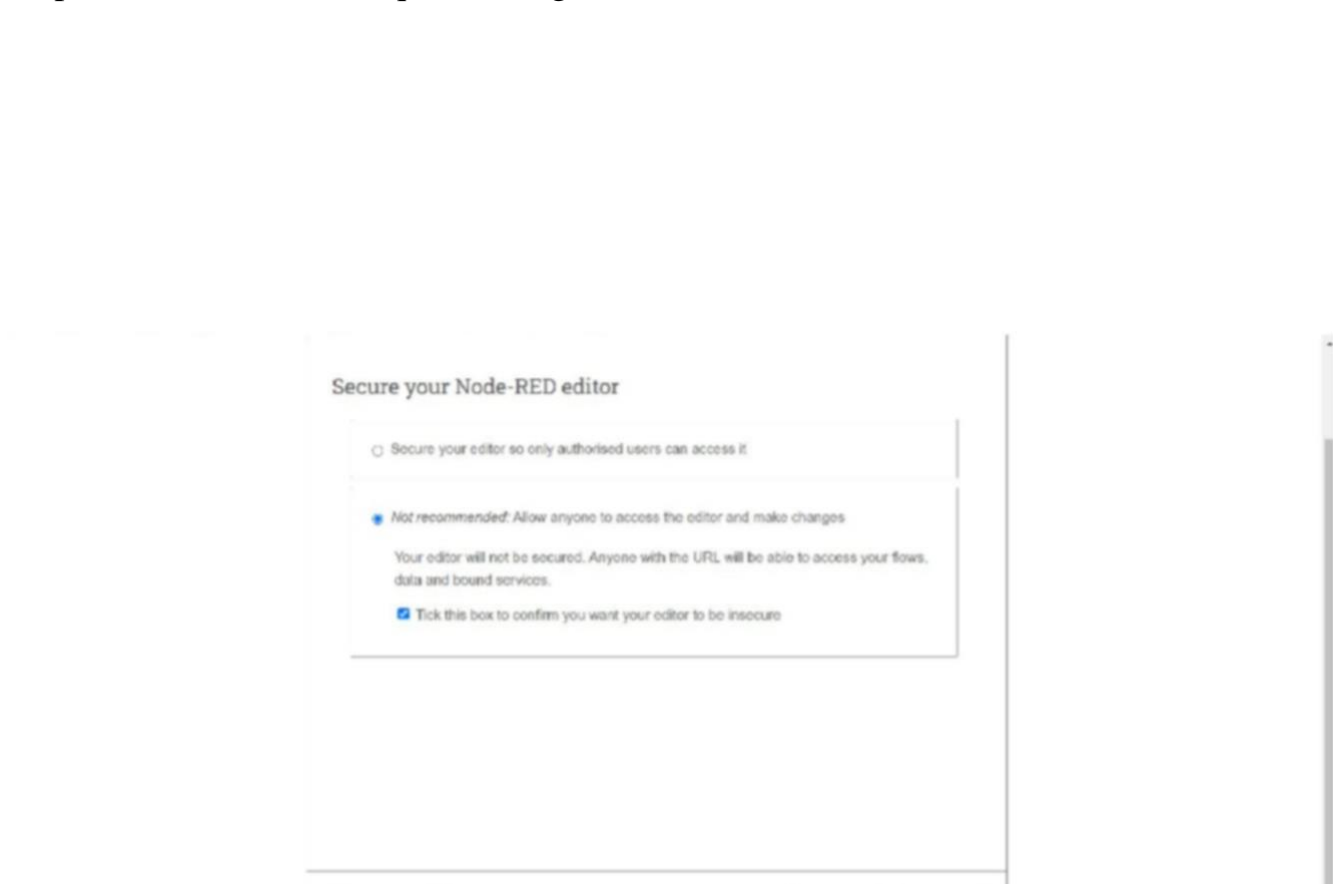 Secure your Node-RED editor
Secure your editor so only authorised users can access it
Not recommended: Allow anyone to access the editor and make changes
Your editor will not be secured. Anyone with the URL will be able to access your flows,
data and bound services.
Tick this box to confirm you want your editor to be insecure